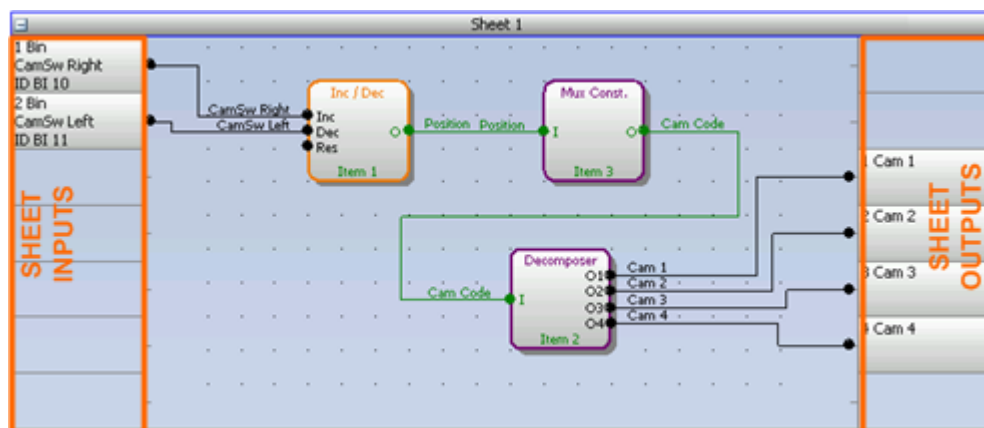 Sheet 1
1 Bin
CamSw Right
ID BI 10
2 Bin
CamSw Left
ID BI 11
SHEET
INPUTS
CamSw Right
CamSw Left
Inc / Dec
Inc
Dec
Res
O
Item 1
Position
Position
Mux Const.
I
O
Item 3
Cam Code
Cam Code
Decomposer
I
O1
O2
O3
O4
Item 2
Cam 1
Cam 2
Cam 3
Cam 4
1 Cam 1
2 Cam 2
3 Cam 3
4 Cam 4
SHEET
OUTPUTS